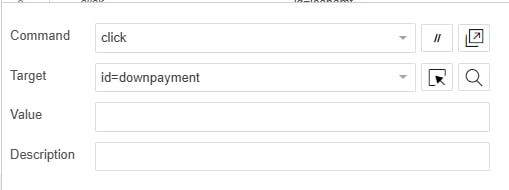 Command click //
Target id=downpayment
Value
Description